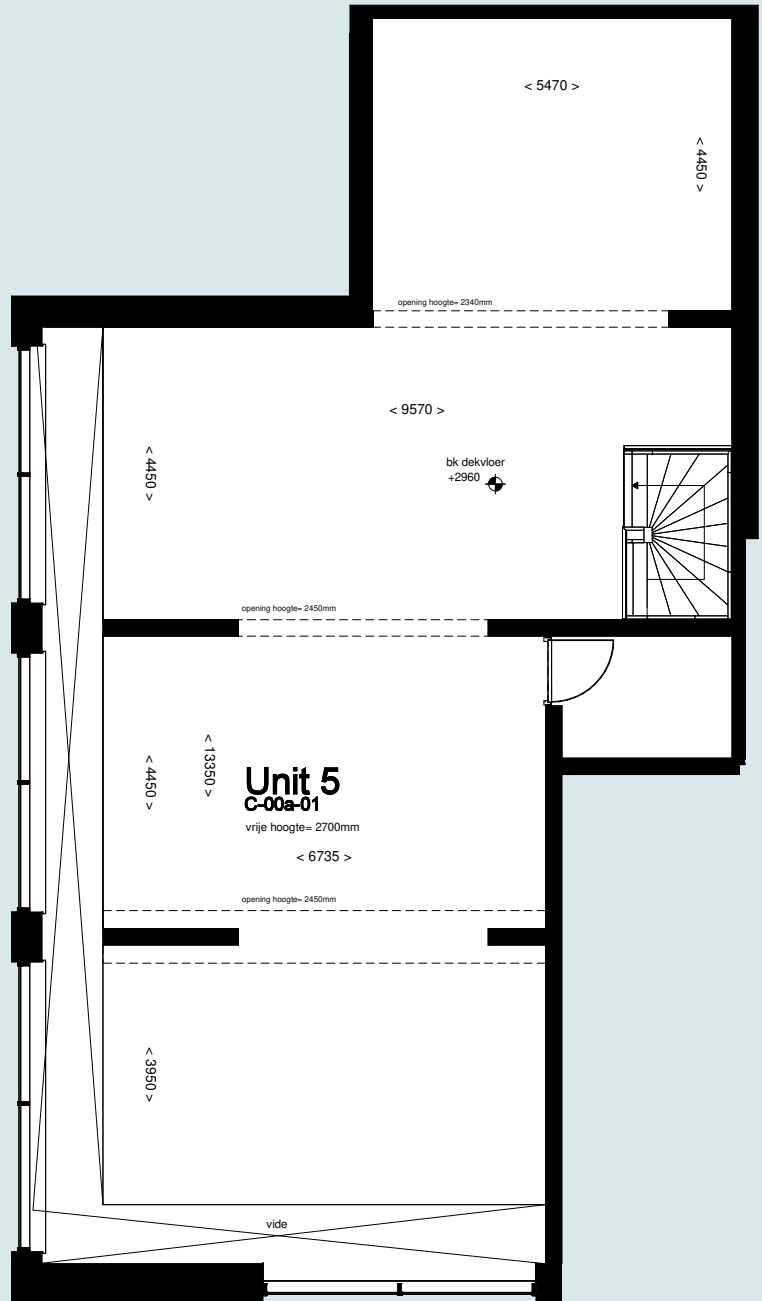 < 5470 >
< 4450 >
opening hoogte= 2340mm
< 9570 >
< 4450 >
bk dekvloer
+2960
opening hoogte= 2450mm
< 4450 >
< 13350 >
Unit 5
C-00a-01
vrije hoogte= 2700mm
< 6735 >
opening hoogte= 2450mm
< 3950 >
vide